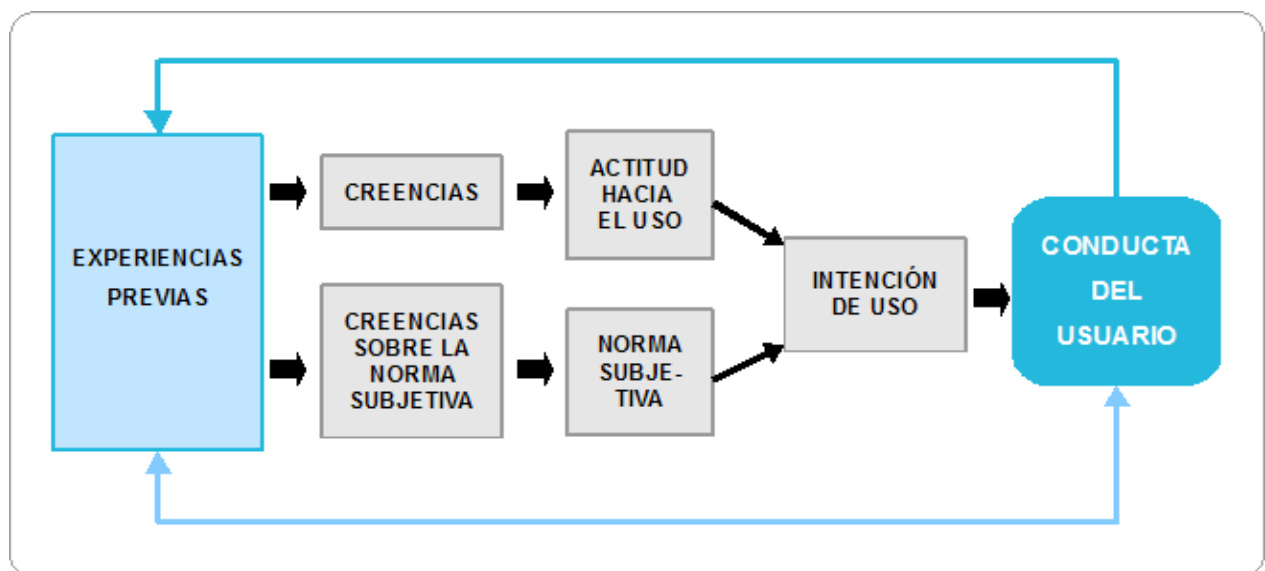 EXPERIENCIAS
PREVIAS
CREENCIAS
ACTITUD
HACIA
EL USO
CREENCIAS
SOBRE LA
NORMA
SUBJETIVA
NORMA
SUBJE-
TIVA
INTENCIÓN
DE USO
CONDUCTA
DEL
USUARIO